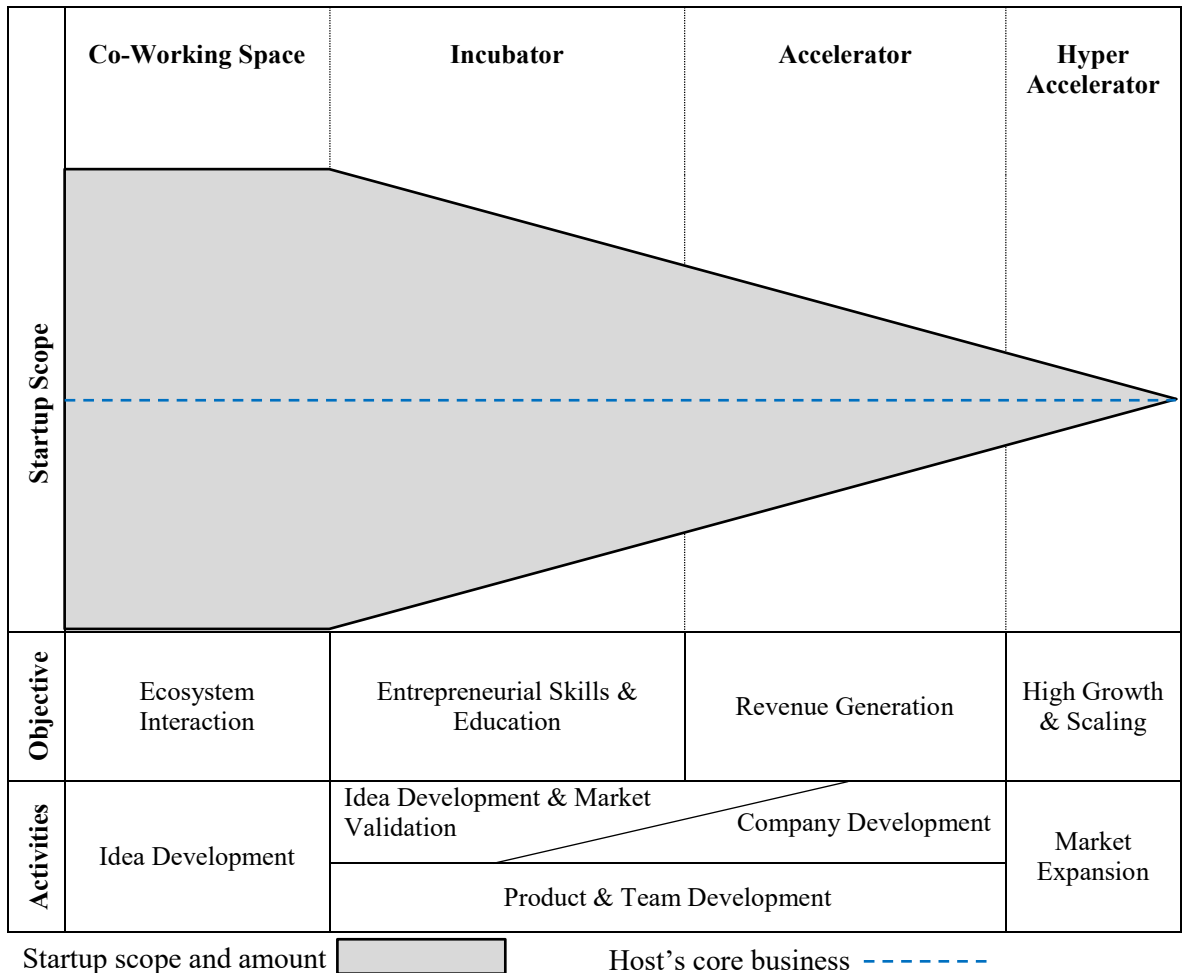 Co-Working Space
Incubator
Accelerator
Hyper
Accelerator
Startup Scope
Objective
Ecosystem
Interaction
Entrepreneurial Skills &
Education
Revenue Generation
High Growth
& Scaling
Activities
Idea Development
Idea Development & Market
Validation
Company Development
Product & Team Development
Market
Expansion
Startup scope and amount
Host’s core business